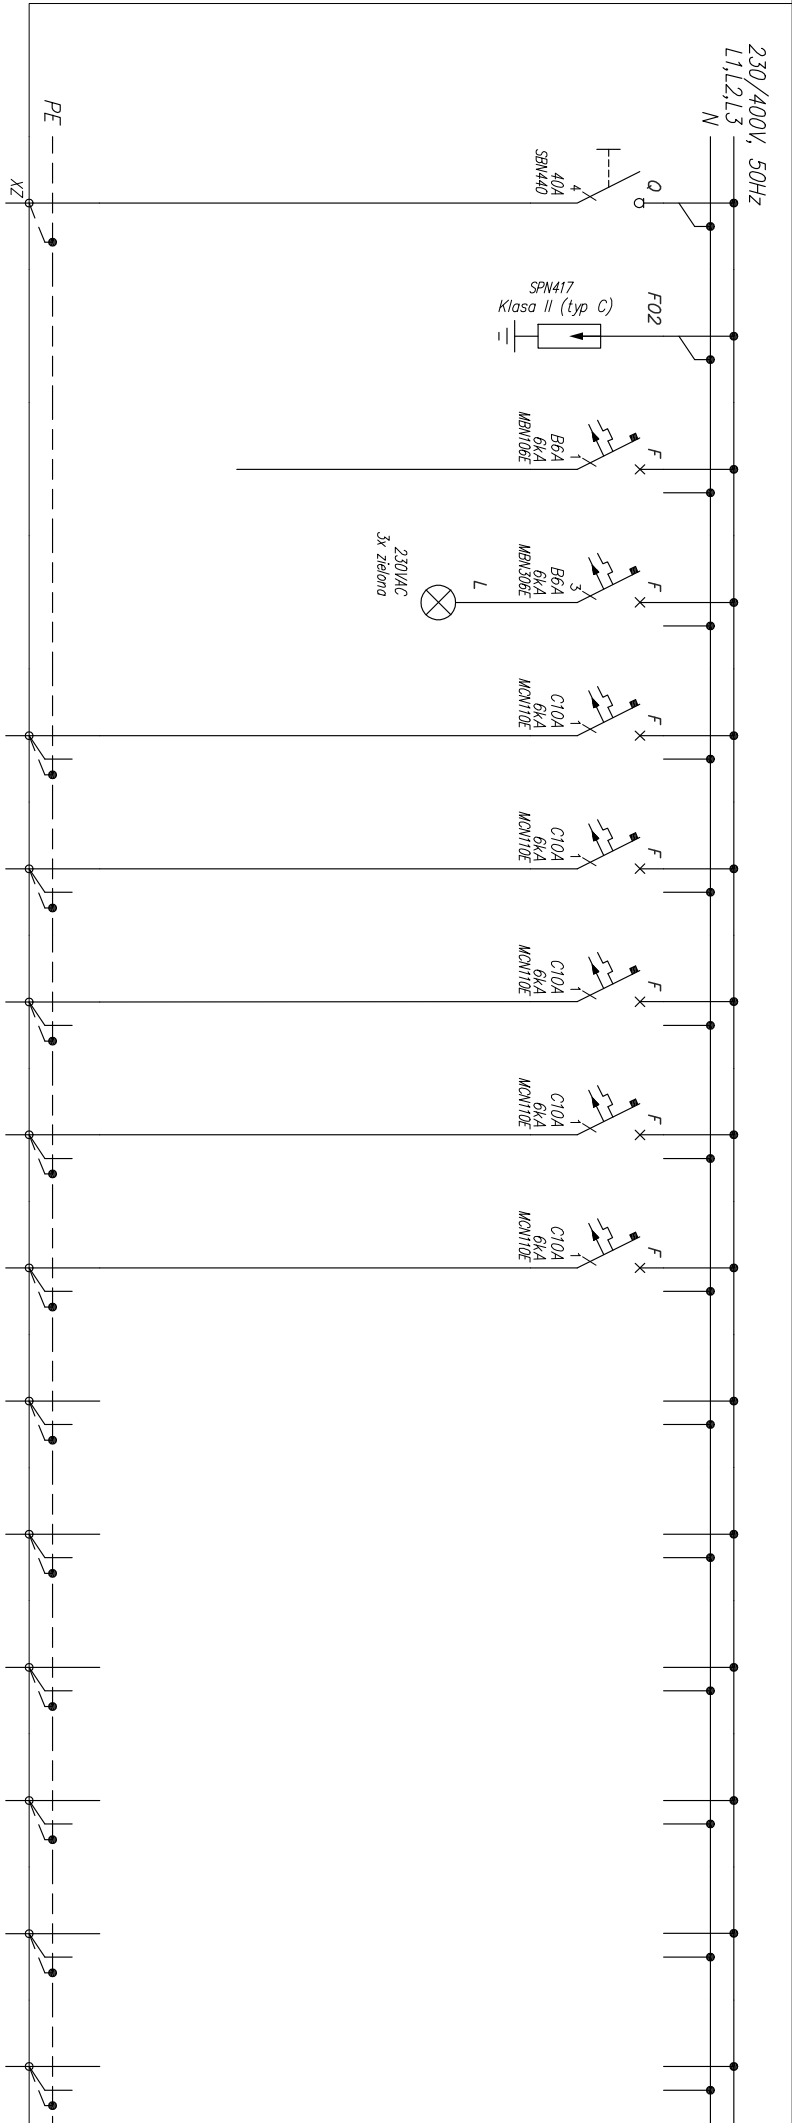 230/400V, 50Hz
L1,L2,L3
N
PE
XZ
Q
4
40A
SBN440
F02
SPN417
Klasa II (typ C)
F
1
B6A
6kA
MBN106E
F
3
B6A
6kA
MBN306E
L
230VAC
3x zielona
F
1
C10A
6kA
MCN110E
F
1
C10A
6kA
MCN110E
F
1
C10A
6kA
MCN110E
F
1
C10A
6kA
MCN110E
F
1
C10A
6kA
MCN110E